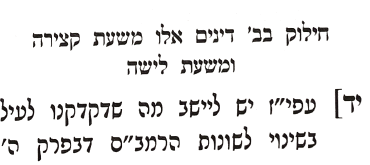 חילוק בב' דינים אלו משעת קצירה
ומשעת לישה
יד] עפי"ז יש ליישב מה שדקדקנו לעיל
בשינוי לשונות הרמב"ם דבפרק ה'